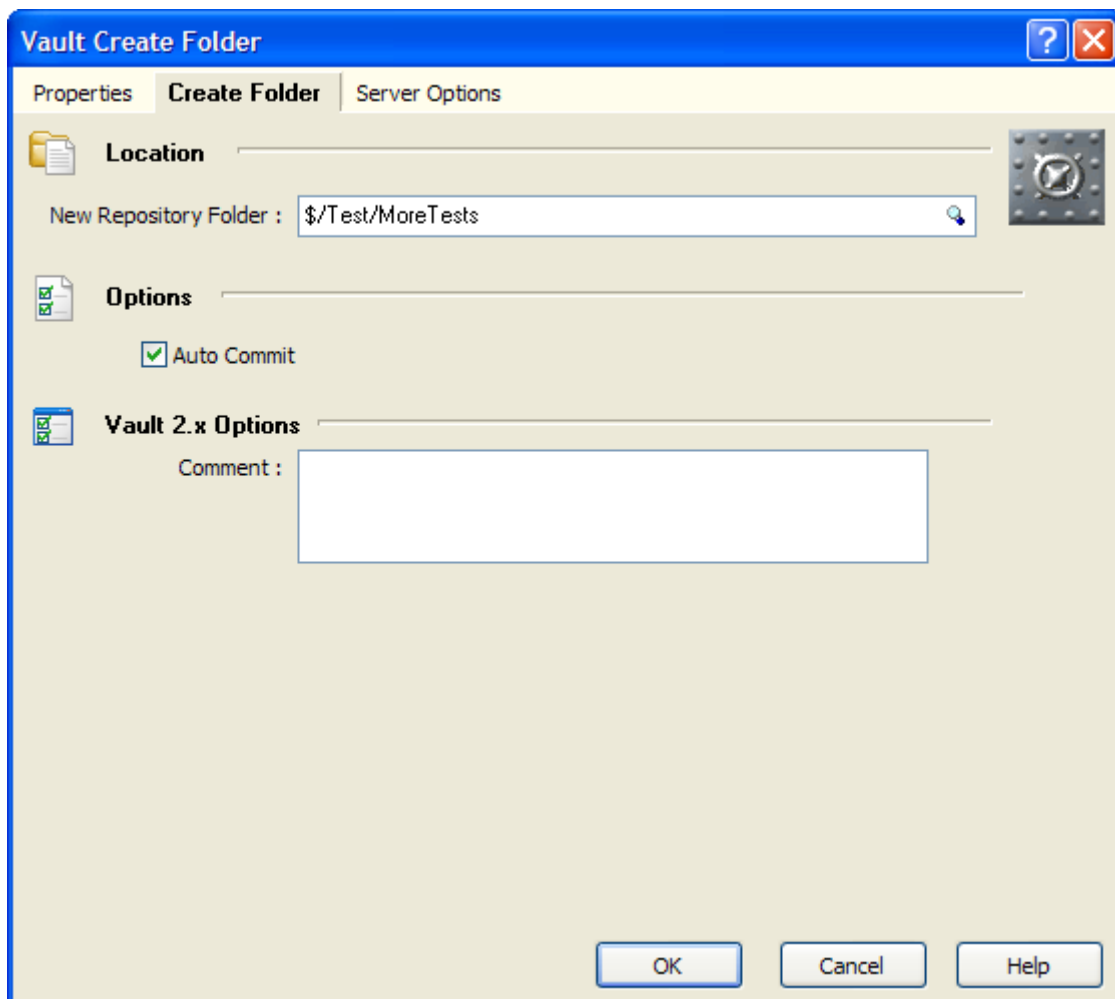 Vault Create Folder
Properties Create Folder Server Options
Location
New Repository Folder : $/Test/MoreTests
Options
Auto Commit
Vault 2.x Options
Comment :
OK Cancel Help